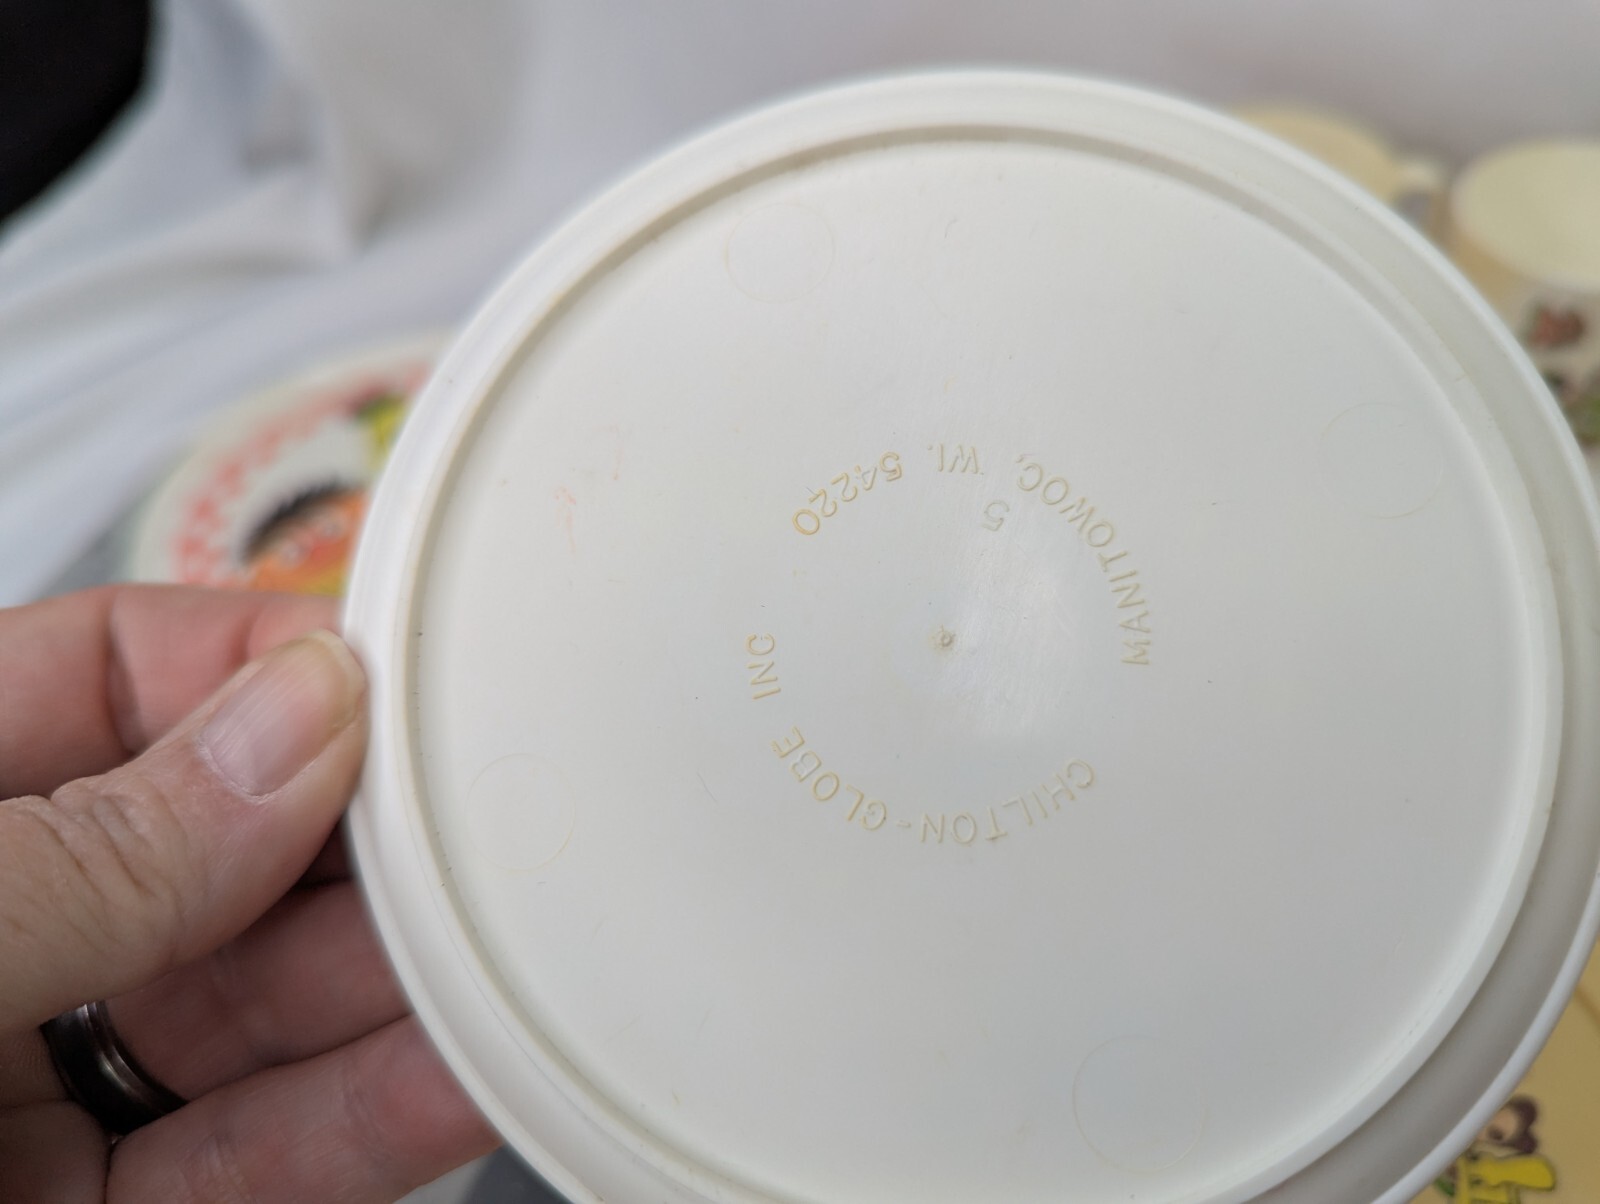 CHILTON-GLOBE INC
MANITOWOC, WI. 54220
5